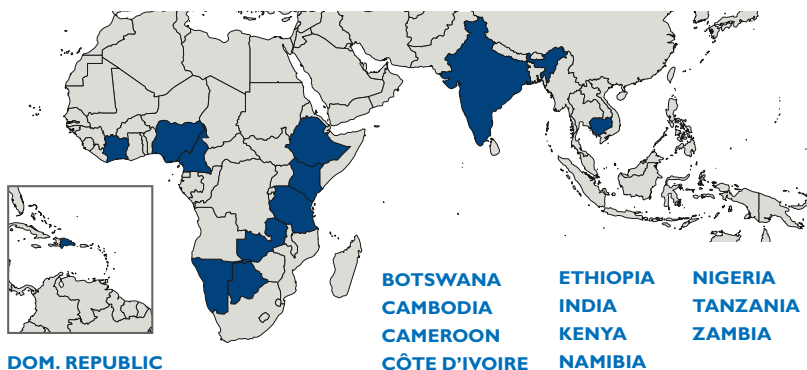 DOM. REPUBLIC
BOTSWANA
CAMBODIA
CAMEROON
CÔTE D'IVOIRE
ETHIOPIA
INDIA
KENYA
NAMIBIA
NIGERIA
TANZANIA
ZAMBIA